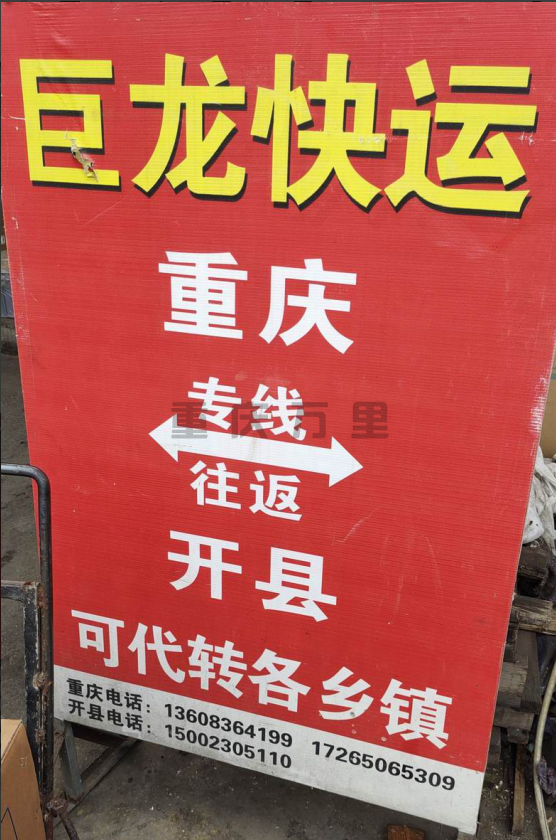 巨龙快运
重庆
专线
往返
开县
可代转各乡镇
重庆电话：13608364199 17265065309
开县电话：15002305110
重庆万里